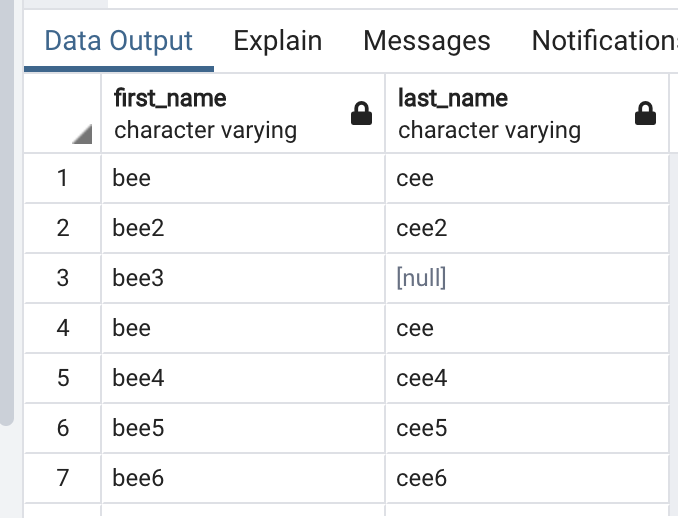 Data Output Explain Messages Notifications
first_name last_name
character varying character varying
1 bee cee
2 bee2 cee2
3 bee3 [null]
4 bee cee
5 bee4 cee4
6 bee5 cee5
7 bee6 cee6